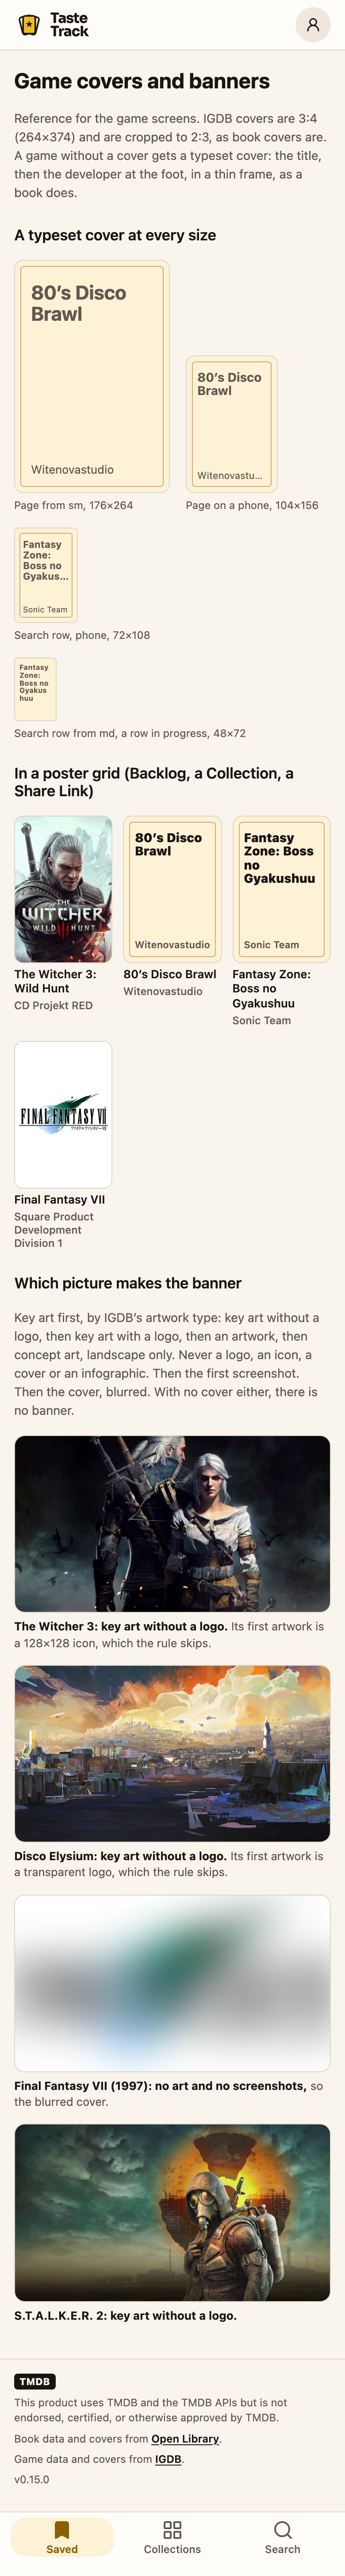 Taste
Track
Game covers and banners
Reference for the game screens. IGDB covers are 3:4
(264×374) and are cropped to 2:3, as book covers are.
A game without a cover gets a typeset cover: the title,
then the developer at the foot, in a thin frame, as a
book does.
A typeset cover at every size
80’s Disco
Brawl
Witenovastudio
80’s Disco
Brawl
Witenovastu…
Page from sm, 176×264
Page on a phone, 104×156
Fantasy
Zone:
Boss no
Gyakus…
Sonic Team
Search row, phone, 72×108
Fantasy
Zone:
Boss no
Gyakus
huu
Search row from md, a row in progress, 48×72
In a poster grid (Backlog, a Collection, a
Share Link)
THE
WITCHER
WILD HUNT
80’s Disco
Brawl
Witenovastudio
Fantasy
Zone: Boss
no
Gyakushuu
Sonic Team
The Witcher 3:
Wild Hunt
CD Projekt RED
80’s Disco Brawl
Witenovastudio
Fantasy Zone:
Boss no
Gyakushuu
Sonic Team
FINAL FANTASY VII
Final Fantasy VII
Square Product
Development
Division 1
Which picture makes the banner
Key art first, by IGDB’s artwork type: key art without a
logo, then key art with a logo, then an artwork, then
concept art, landscape only. Never a logo, an icon, a
cover or an infographic. Then the first screenshot.
Then the cover, blurred. With no cover either, there is
no banner.
The Witcher 3: key art without a logo. Its first artwork is
a 128×128 icon, which the rule skips.
Disco Elysium: key art without a logo. Its first artwork is
a transparent logo, which the rule skips.
Final Fantasy VII (1997): no art and no screenshots, so
the blurred cover.
S.T.A.L.K.E.R. 2: key art without a logo.
TMDB
This product uses TMDB and the TMDB APIs but is not
endorsed, certified, or otherwise approved by TMDB.
Book data and covers from Open Library.
Game data and covers from IGDB.
v0.15.0
Saved
Collections
Search